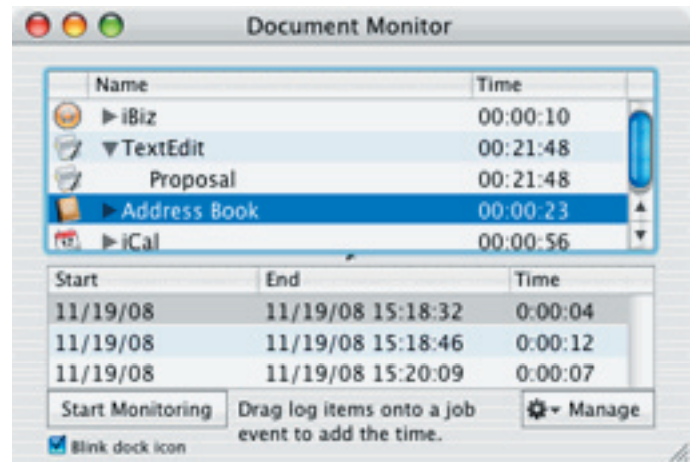 Document Monitor
Name Time
iBiz 00:00:10
TextEdit 00:21:48
Proposal 00:21:48
Address Book 00:00:23
iCal 00:00:56
Start End Time
11/19/08 11/19/08 15:18:32 0:00:04
11/19/08 11/19/08 15:18:46 0:00:12
11/19/08 11/19/08 15:20:09 0:00:07
Start Monitoring Drag log items onto a job Manage
event to add the time.
Blink dock icon